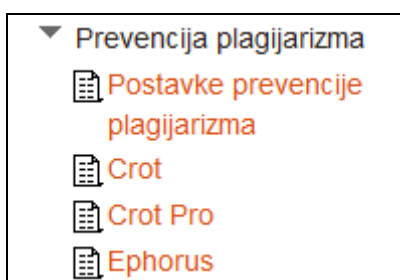 Prevencija plagijarizma
Postavke prevencije
plagijarizma
Crot
Crot Pro
Ephorus